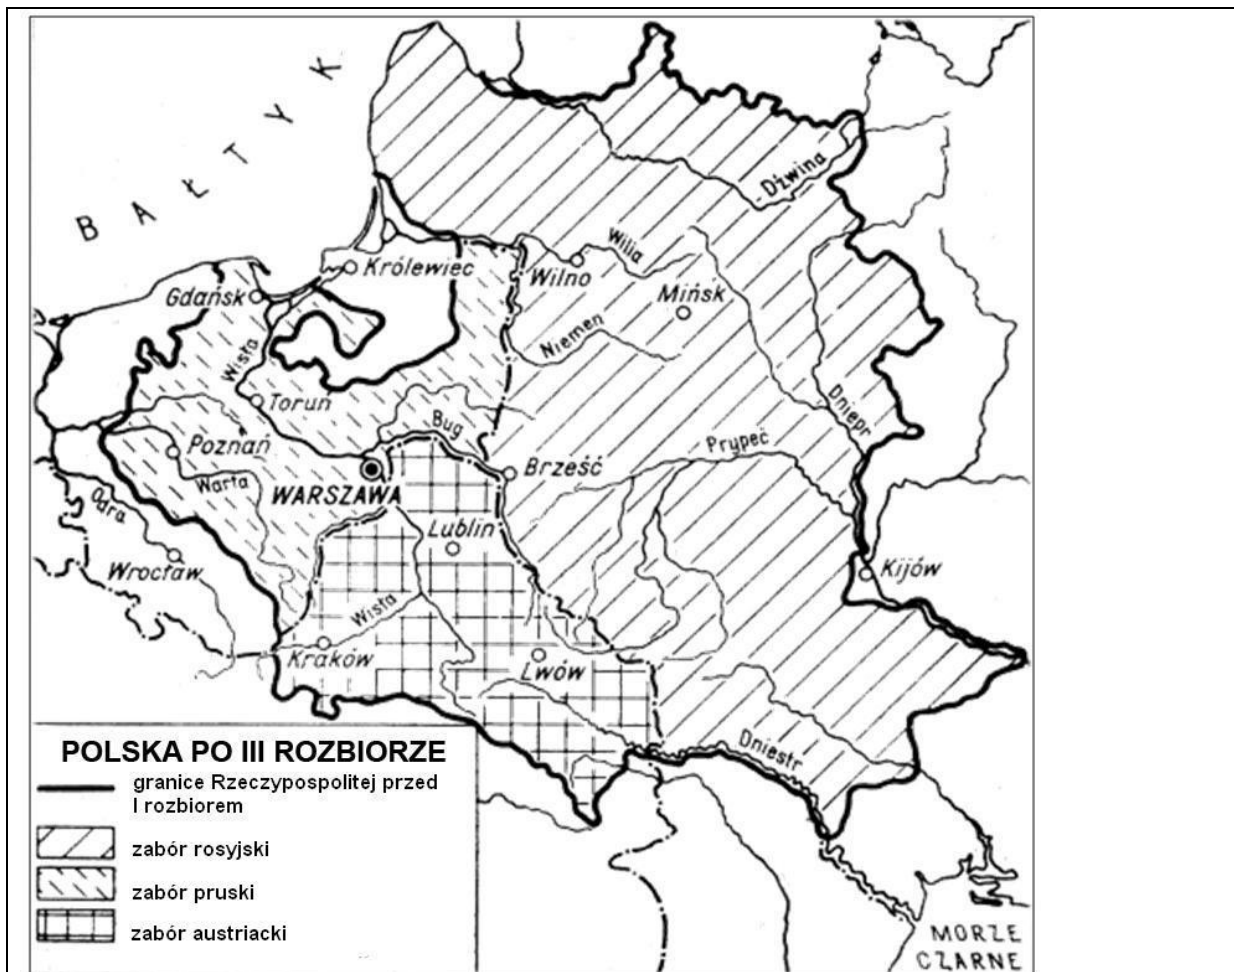 BAŁTYK
Dźwina
Królewiec
Wilno
Wilia
Gdańsk
Mińsk
Niemen
Wisła
Toruń
Dniepr
Bug
Poznań
Prypeć
Brześć
Warta
WARSZAWA
Odra
Lublin
Wrocław
Kijów
Wisła
Kraków
Lwów
Dniestr
POLSKA PO III ROZBIORZE
granice Rzeczypospolitej przed
I rozbiorem
zabór rosyjski
zabór pruski
zabór austriacki
MORZE
CZARNE